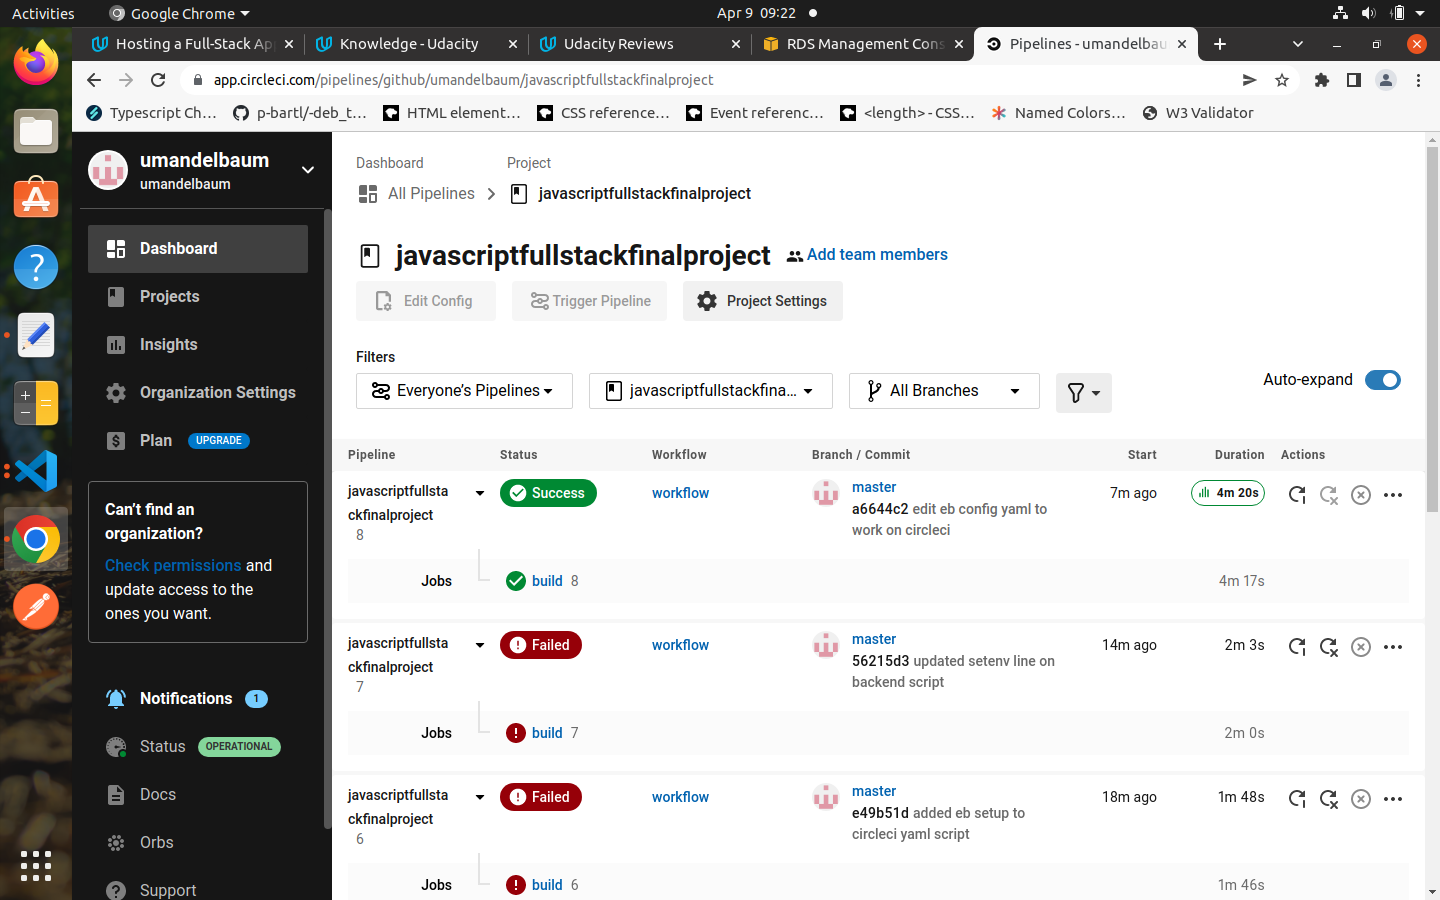 Activities
Google Chrome
Apr 9 09:22
Hosting a Full-Stack Ap
Knowledge - Udacity
Udacity Reviews
RDS Management Cons
Pipelines - umandelbau
app.circleci.com/pipelines/github/umandelbaum/javascriptfullstackfinalproject
Typescript Ch...
p-bartl/-deb_t...
HTML element...
CSS reference...
Event referenc...
<length> - CSS...
Named Colors...
W3 Validator
umandelbaum
umandelbaum
Dashboard
Projects
Insights
Organization Settings
Plan UPGRADE
Can't find an
organization?
Check permissions and
update access to the
ones you want.
Notifications 1
Status OPERATIONAL
Docs
Orbs
Support
Dashboard
Project
All Pipelines
javascriptfullstackfinalproject
javascriptfullstackfinalproject
Add team members
Edit Config
Trigger Pipeline
Project Settings
Filters
Everyone's Pipelines
javascriptfullstackfina...
All Branches
Auto-expand
Pipeline Status Workflow Branch / Commit Start Duration Actions
javascriptfullsta
ckfinalproject
8
Success
workflow
master
a6644c2 edit eb config yaml to
work on circleci
7m ago
4m 20s
Jobs
build 8
4m 17s
javascriptfullsta
ckfinalproject
7
Failed
workflow
master
56215d3 updated setenv line on
backend script
14m ago
2m 3s
Jobs
build 7
2m 0s
javascriptfullsta
ckfinalproject
6
Failed
workflow
master
e49b51d added eb setup to
circleci yaml script
18m ago
1m 48s
Jobs
build 6
1m 46s